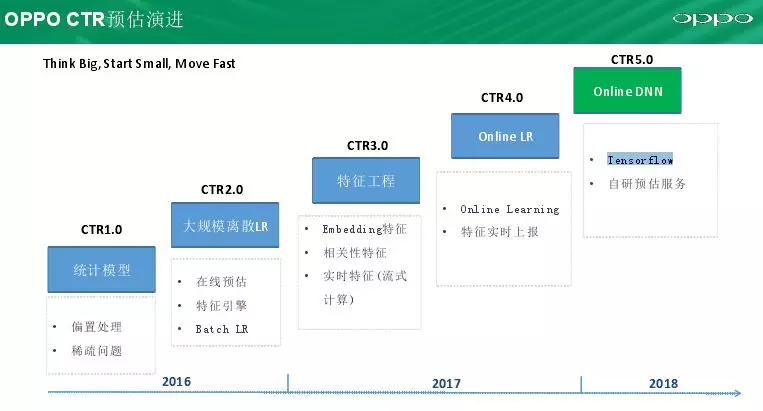 OPPO CTR预估演进
oppo
Think Big, Start Small, Move Fast
CTR1.0
统计模型
• 偏置处理
• 稀疏问题
CTR2.0
大规模离散LR
• 在线预估
• 特征引擎
• Batch LR
CTR3.0
特征工程
• Embedding特征
• 相关性特征
• 实时特征(流式
计算)
CTR4.0
Online LR
• Online Learning
• 特征实时上报
CTR5.0
Online DNN
• Tensorflow
• 自研预估服务
2016
2017
2018